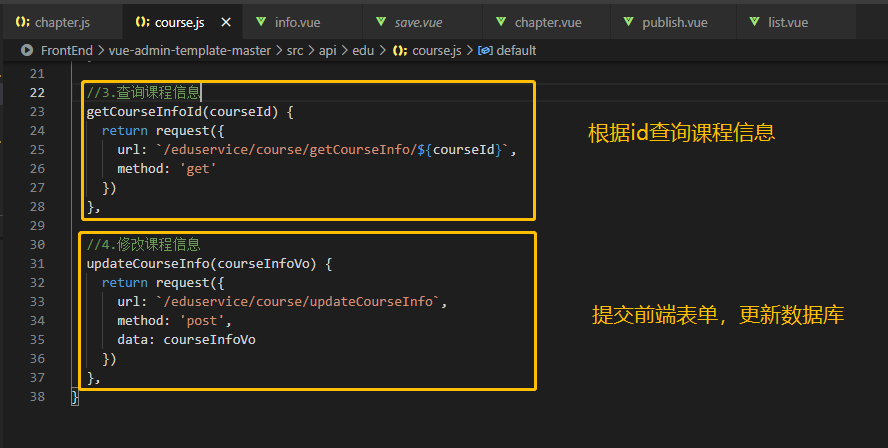 chapter.js course.js info.vue save.vue chapter.vue publish.vue list.vue
FrontEnd > vue-admin-template-master > src > api > edu > course.js > default
21
22 //3.查询课程信息
23 getCourseInfoId(courseId) {
24 return request({
25 url: `/eduservice/course/getCourseInfo/${courseId}`,
26 method: 'get'
27 })
28 },
29
30 //4.修改课程信息
31 updateCourseInfo(courseInfoVo) {
32 return request({
33 url: `/eduservice/course/updateCourseInfo`,
34 method: 'post',
35 data: courseInfoVo
36 })
37 },
38 }
根据id查询课程信息
提交前端表单，更新数据库